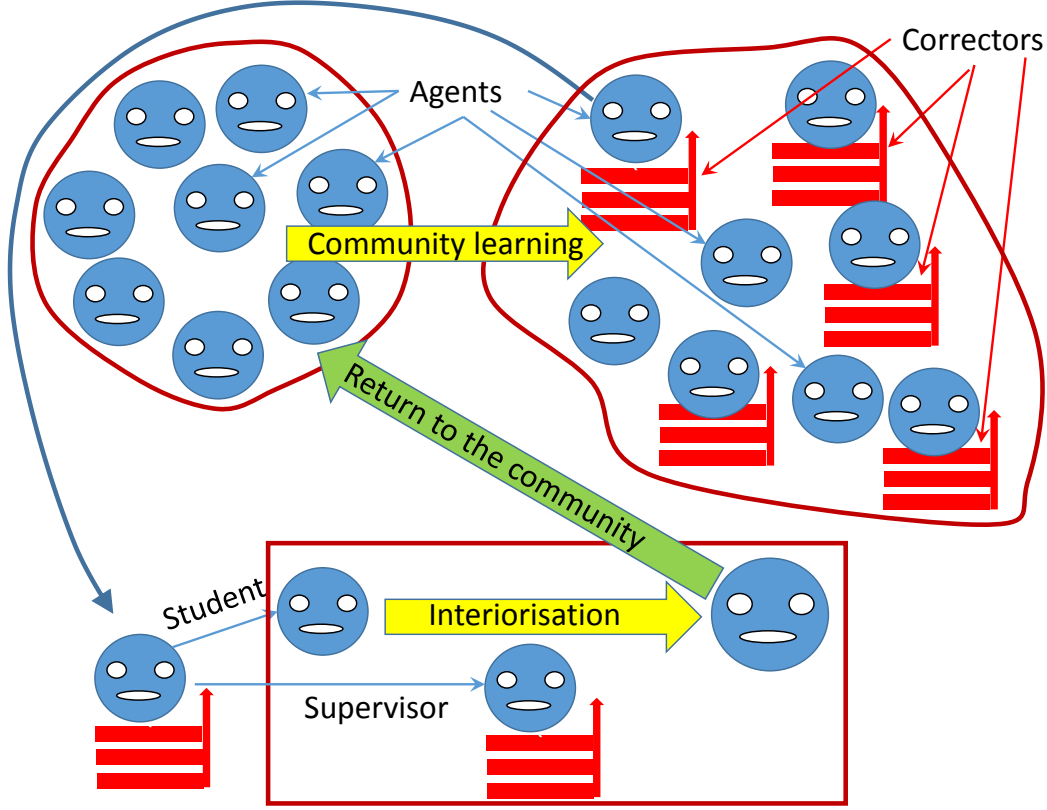 Correctors
Agents
Community learning
Return to the community
Student
Interiorisation
Supervisor